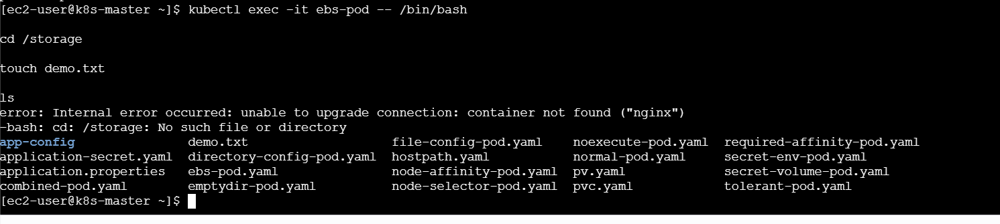 [ec2-user@k8s-master ~]$ kubectl exec -it ebs-pod -- /bin/bash
cd /storage
touch demo.txt
ls
error: Internal error occurred: unable to upgrade connection: container not found ("nginx")
-bash: cd: /storage: No such file or directory
app-config demo.txt file-config-pod.yaml noexecute-pod.yaml required-affinity-pod.yaml
application-secret.yaml directory-config-pod.yaml hostpath.yaml normal-pod.yaml secret-env-pod.yaml
application.properties ebs-pod.yaml node-affinity-pod.yaml pv.yaml secret-volume-pod.yaml
combined-pod.yaml emptydir-pod.yaml node-selector-pod.yaml pvc.yaml tolerant-pod.yaml
[ec2-user@k8s-master ~]$